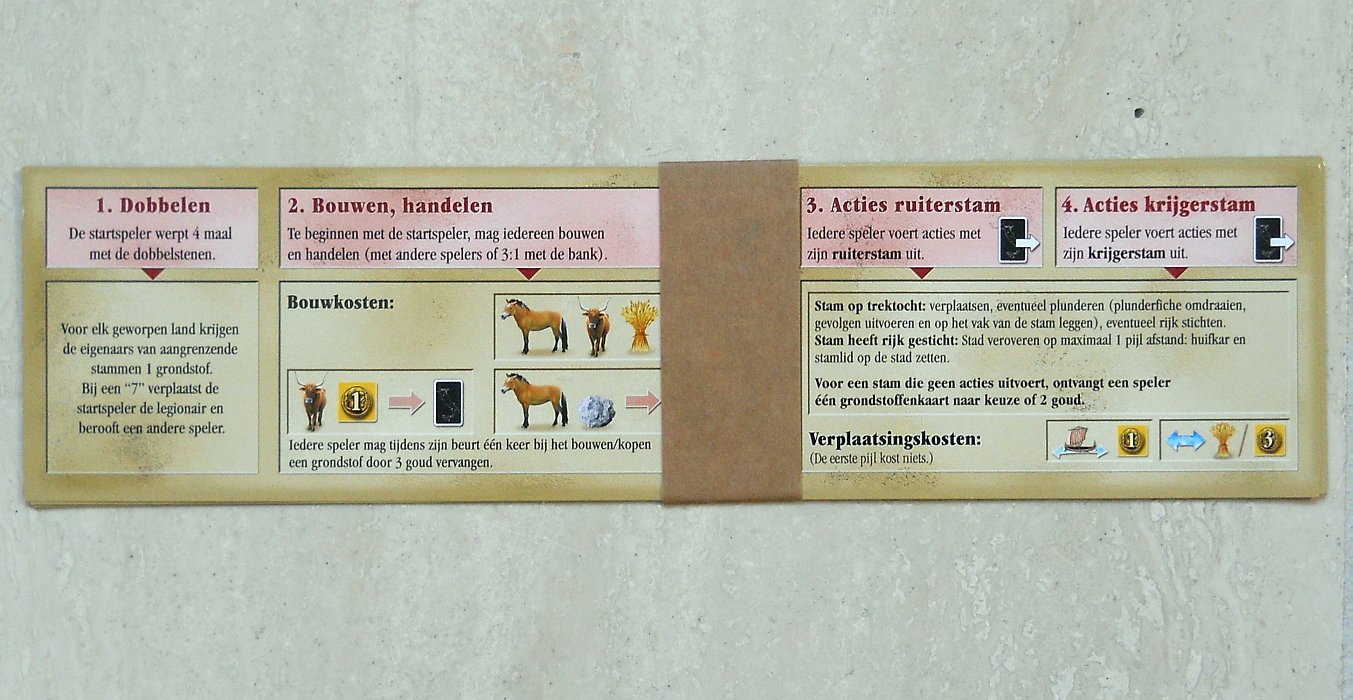 1. Dobbelen
De startspeler werpt 4 maal
met de dobbelstenen.
Voor elk geworpen land krijgen
de eigenaars van aangrenzende
stammen 1 grondstof.
Bij een “7” verplaatst de
startspeler de legionair en
berooft een andere speler.
2. Bouwen, handelen
Te beginnen met de startspeler, mag iedereen bouwen
en handelen (met andere spelers of 3:1 met de bank).
Bouwkosten:
1
Iedere speler mag tijdens zijn beurt één keer bij het bouwen/kopen
een grondstof door 3 goud vervangen.
3. Acties ruiterstam
Iedere speler voert acties met
zijn ruiterstam uit.
4. Acties krijgerstam
Iedere speler voert acties met
zijn krijgerstam uit.
Stam op trektocht: verplaatsen, eventueel plunderen (plunderfiche omdraaien,
gevolgen uitvoeren en op het vak van de stam leggen), eventueel rijk stichten.
Stam heeft rijk gesticht: Stad veroveren op maximaal 1 pijl afstand: huifkar en
stamlid op de stad zetten.
Voor een stam die geen acties uitvoert, ontvangt een speler
één grondstoffenkaart naar keuze of 2 goud.
Verplaatsingskosten:
(De eerste pijl kost niets.)
1
/ 3